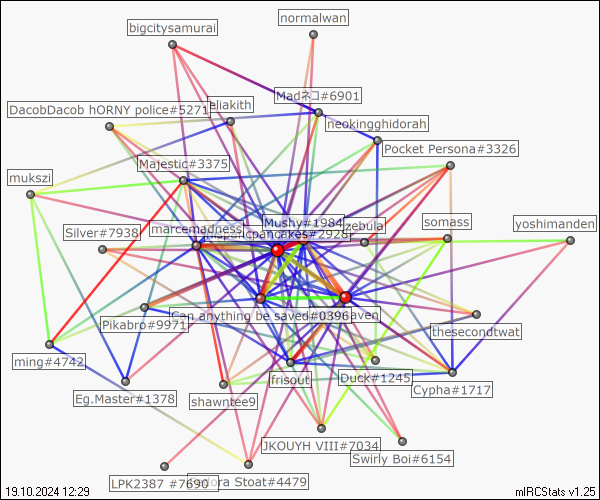 normalwan
bigcitysamurai
Madネコ#6901
DacobDacob hORNY police#5271
eliakith
neokingghidorah
Pocket Persona#3326
Majestic#3375
mukszi
Mushy#1984
somass
yoshimanden
Silver#7938
marcemadness
pancakes#2928
zebula
Can anything be saved#0396
aven
Pikabro#9971
thesecondtwat
ming#4742
frisout
Duck#1245
Cypha#1717
Eg.Master#1378
shawntee9
JKOUYH VIII#7034
Swirly Boi#6154
LPK2387 #7690
dora Stoat#4479
19.10.2024 12:29
mIRCStats v1.25